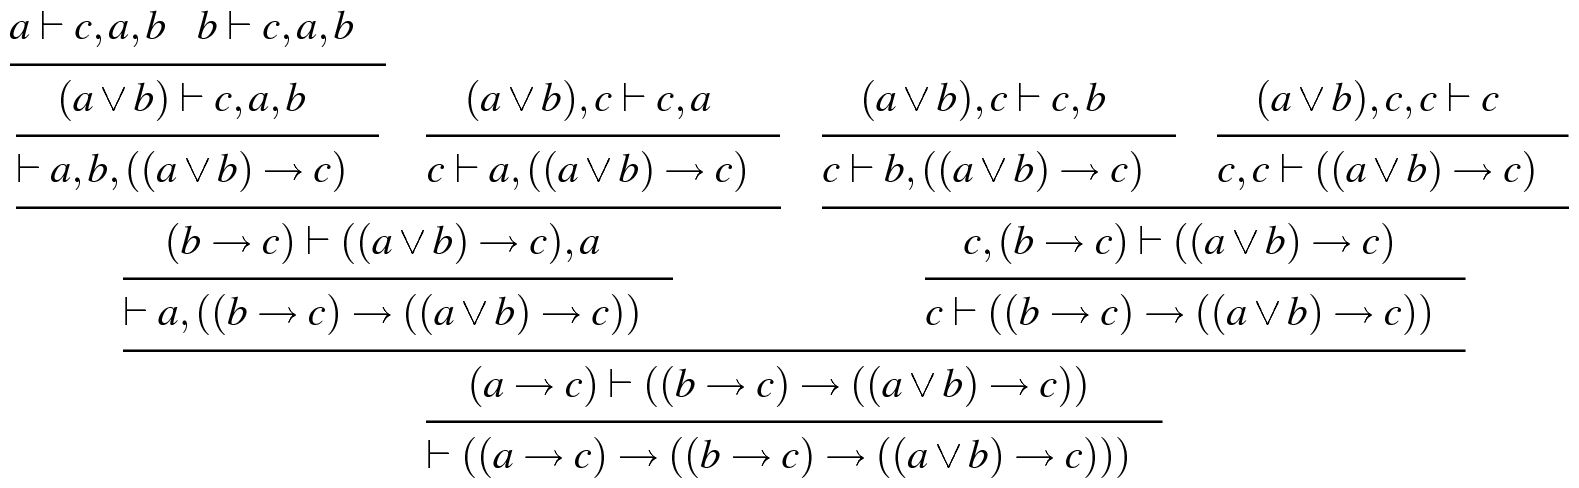 a ⊢ c,a,b   b ⊢ c,a,b
(a ∨ b) ⊢ c,a,b   (a ∨ b),c ⊢ c,a   (a ∨ b),c ⊢ c,b   (a ∨ b),c,c ⊢ c
⊢ a,b,((a ∨ b) → c)   c ⊢ a,((a ∨ b) → c)   c ⊢ b,((a ∨ b) → c)   c,c ⊢ ((a ∨ b) → c)
(b → c) ⊢ ((a ∨ b) → c),a   c,(b → c) ⊢ ((a ∨ b) → c)
⊢ a,((b → c) → ((a ∨ b) → c))   c ⊢ ((b → c) → ((a ∨ b) → c))
(a → c) ⊢ ((b → c) → ((a ∨ b) → c))
⊢ ((a → c) → ((b → c) → ((a ∨ b) → c)))